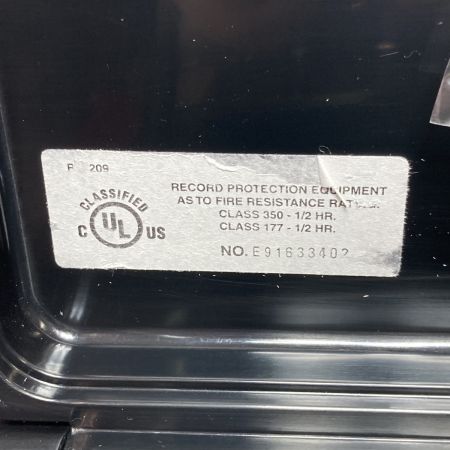 209
CLASSIFIED
C UL US
RECORD PROTECTION EQUIPMENT
AS TO FIRE RESISTANCE
CLASS 350 - 1/2 HR.
CLASS 177 - 1/2 HR.
NO. E91633402